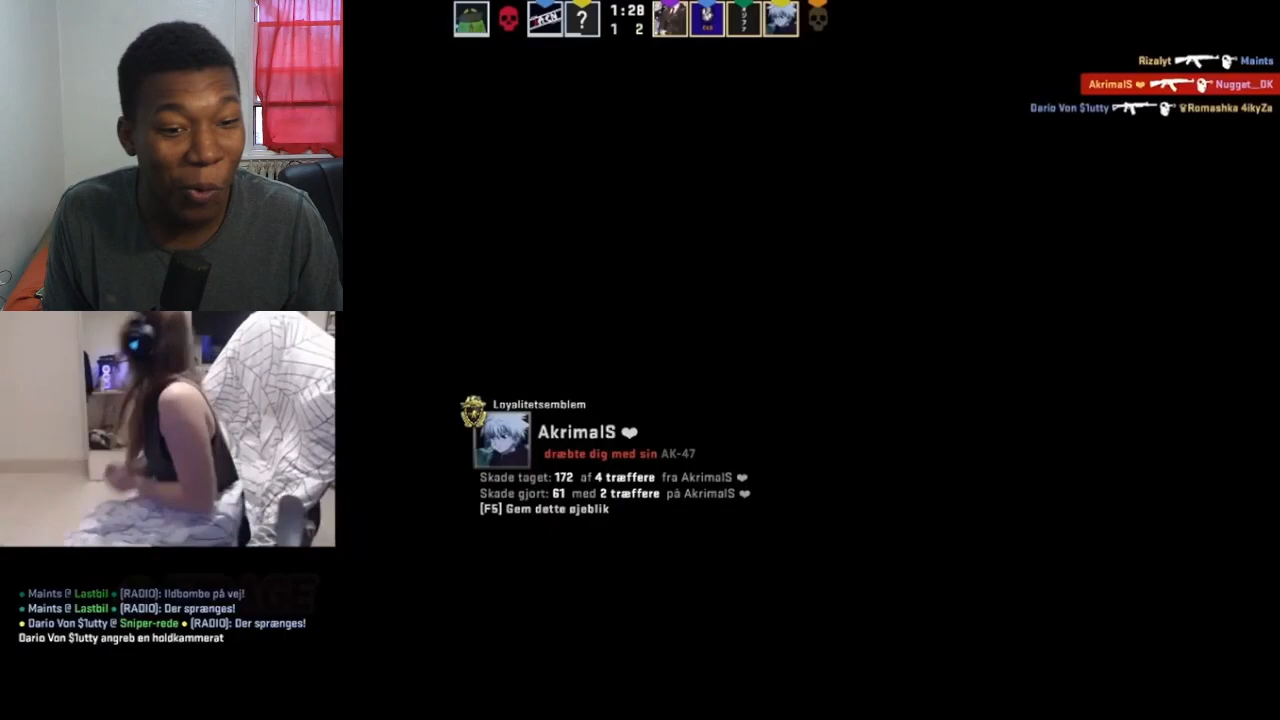 ?
1:28
1 2
Rizalyt Maints
AkrimalS ❤ Nugget__DK
Dario Von $1utty ♛Romashka 4ikyZa
Loyalitetsemblem
AkrimalS ❤
dræbte dig med sin AK-47
Skade taget: 172 af 4 træffere fra AkrimalS ❤
Skade gjort: 61 med 2 træffere på AkrimalS ❤
[F5] Gem dette øjeblik
• Maints @ Lastbil • (RADIO): Ildbombe på vej!
• Maints @ Lastbil • (RADIO): Der sprænges!
• Dario Von $1utty @ Sniper-rede • (RADIO): Der sprænges!
Dario Von $1utty angreb en holdkammerat